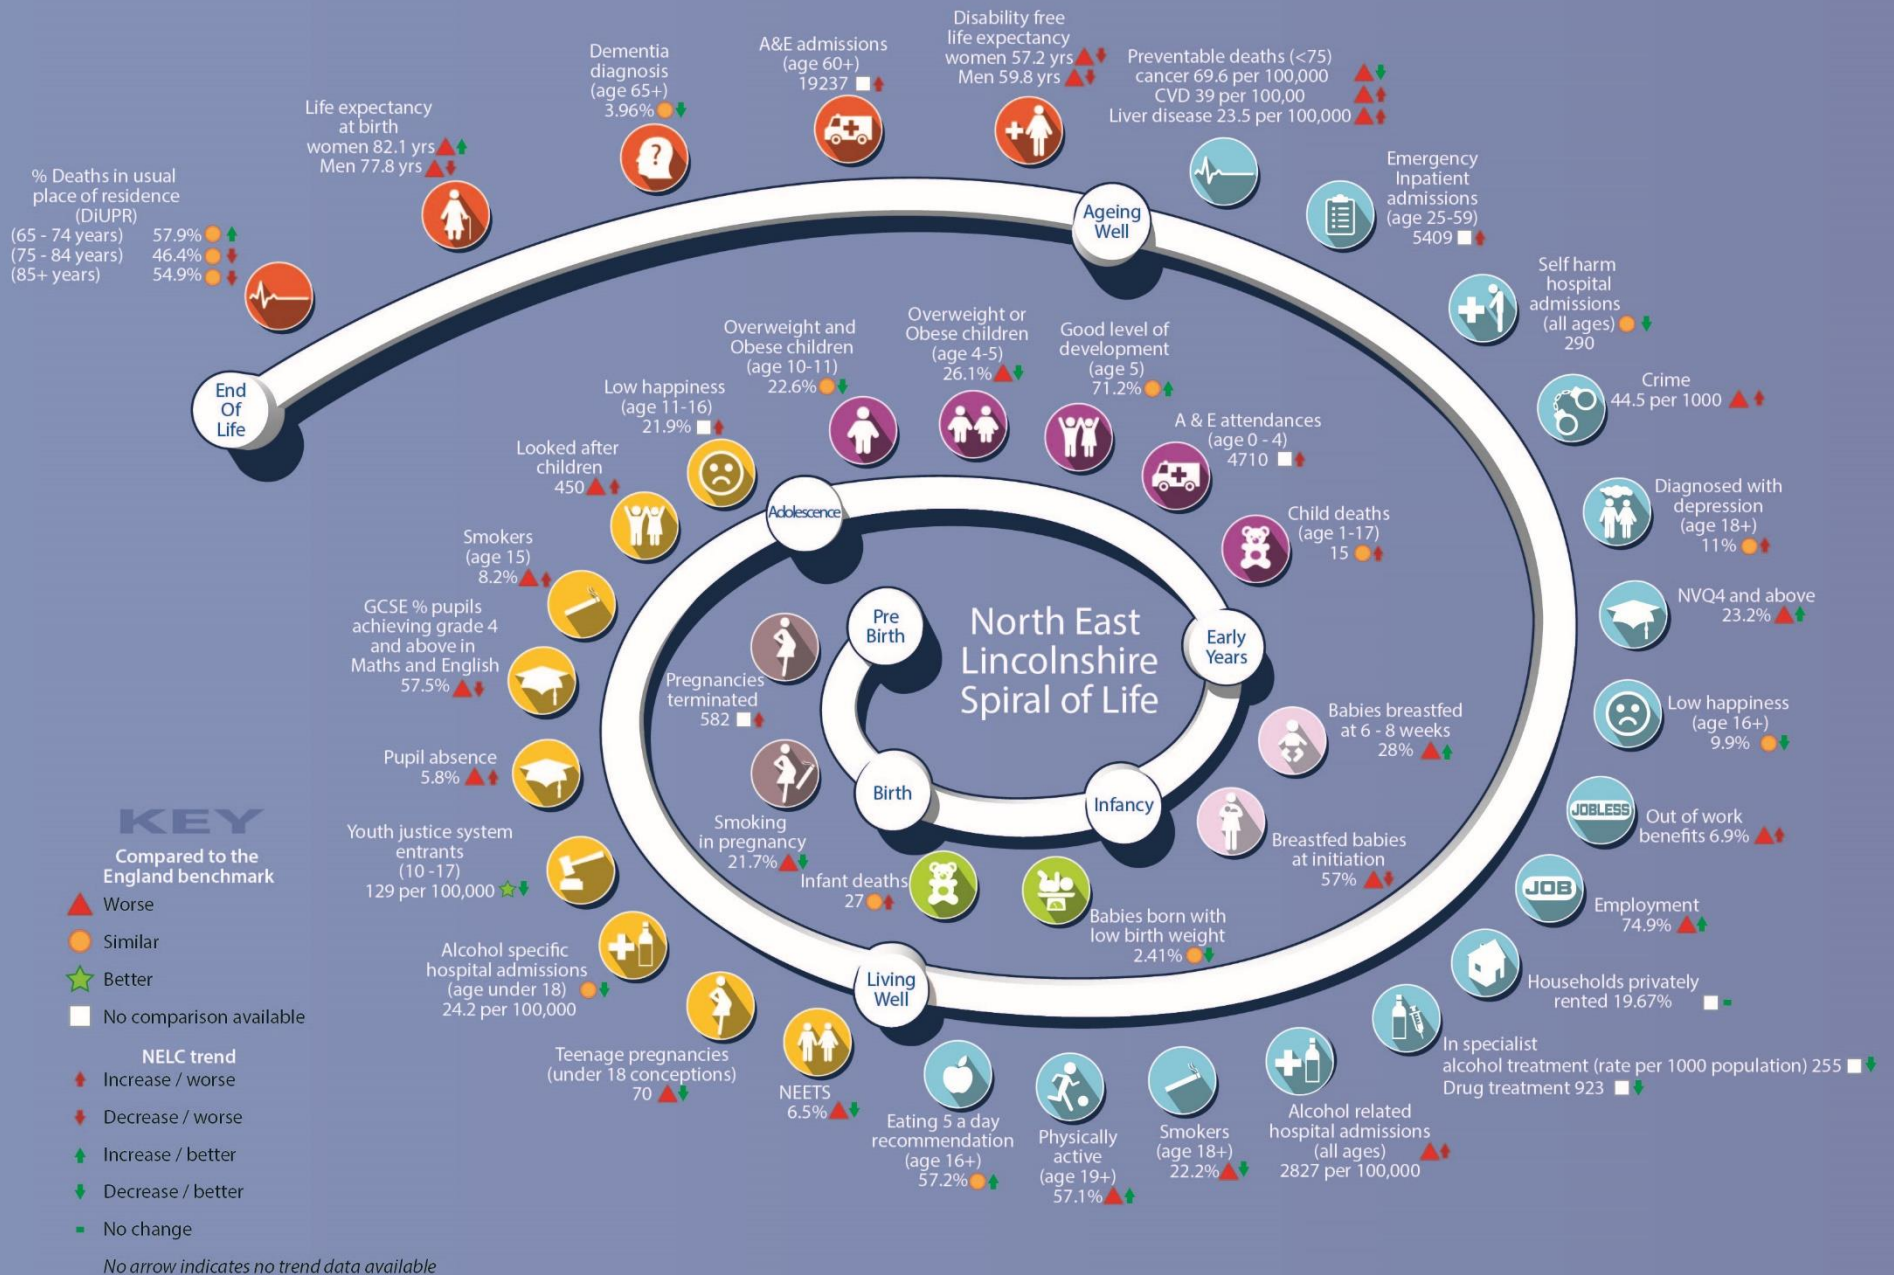 North East
Lincolnshire
Spiral of Life
Pre
Birth
Pregnancies
terminated
582
Smoking
in pregnancy
21.7%
Birth
Infant deaths
27
Babies born with
low birth weight
2.41%
Infancy
Breastfed babies
at initiation
57%
Babies breastfed
at 6 - 8 weeks
28%
Early
Years
Child deaths
(age 1-17)
15
A & E attendances
(age 0 - 4)
4710
Good level of
development
(age 5)
71.2%
Overweight or
Obese children
(age 4-5)
26.1%
Overweight and
Obese children
(age 10-11)
22.6%
Adolescence
Low happiness
(age 11-16)
21.9%
Looked after
children
450
Smokers
(age 15)
8.2%
GCSE % pupils
achieving grade 4
and above in
Maths and English
57.5%
Pupil absence
5.8%
Youth justice system
entrants
(10 -17)
129 per 100,000
Alcohol specific
hospital admissions
(age under 18)
24.2 per 100,000
Teenage pregnancies
(under 18 conceptions)
70
NEETS
6.5%
Living
Well
Eating 5 a day
recommendation
(age 16+)
57.2%
Physically
active
(age 19+)
57.1%
Smokers
(age 18+)
22.2%
Alcohol related
hospital admissions
(all ages)
2827 per 100,000
In specialist
alcohol treatment (rate per 1000 population) 255
Drug treatment 923
Households privately
rented 19.67%
JOB
Employment
74.9%
JOBLESS
Out of work
benefits 6.9%
Low happiness
(age 16+)
9.9%
NVQ4 and above
23.2%
Diagnosed with
depression
(age 18+)
11%
Crime
44.5 per 1000
Self harm
hospital
admissions
(all ages)
290
Emergency
Inpatient
admissions
(age 25-59)
5409
Preventable deaths (<75)
cancer 69.6 per 100,000
CVD 39 per 100,00
Liver disease 23.5 per 100,000
Ageing
Well
Disability free
life expectancy
women 57.2 yrs
Men 59.8 yrs
A&E admissions
(age 60+)
19237
Dementia
diagnosis
(age 65+)
3.96%
?
Life expectancy
at birth
women 82.1 yrs
Men 77.8 yrs
% Deaths in usual
place of residence
(DiUPR)
(65 - 74 years) 57.9%
(75 - 84 years) 46.4%
(85+ years) 54.9%
End
Of
Life
KEY
Compared to the
England benchmark
Worse
Similar
Better
No comparison available
NELC trend
Increase / worse
Decrease / worse
Increase / better
Decrease / better
No change
No arrow indicates no trend data available